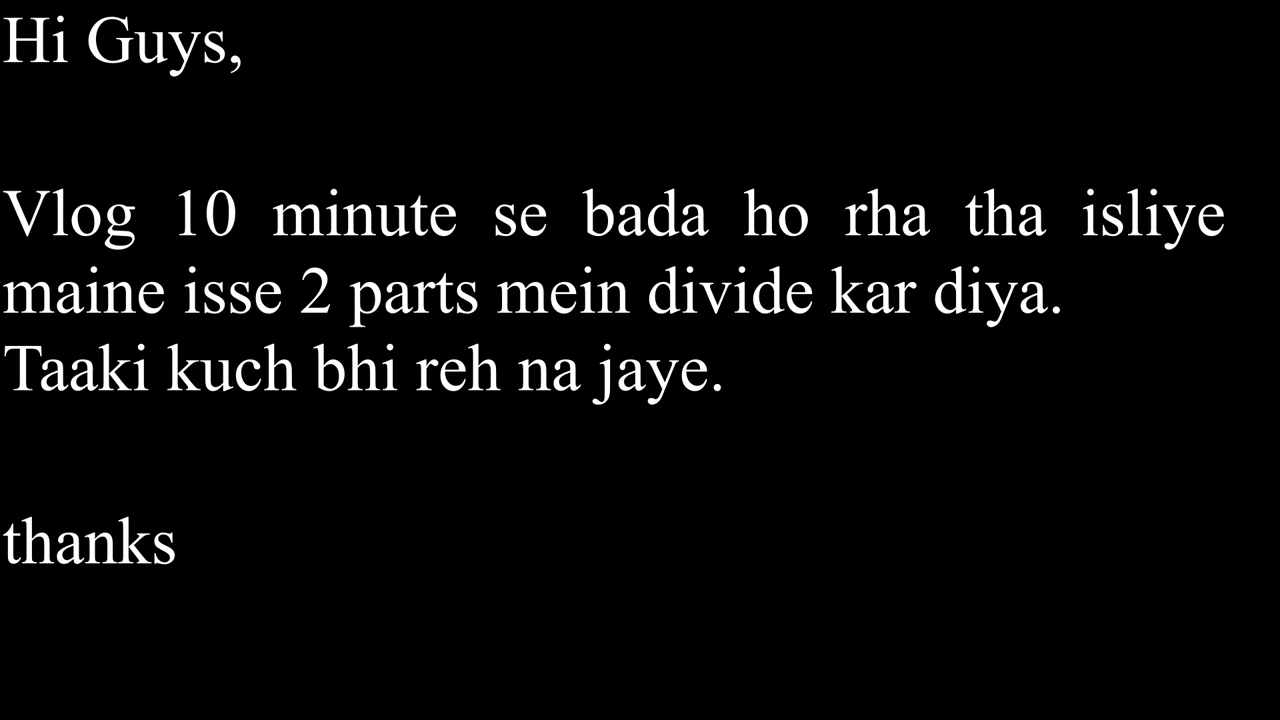 Hi Guys,
Vlog 10 minute se bada ho rha tha isliye
maine isse 2 parts mein divide kar diya.
Taaki kuch bhi reh na jaye.
thanks